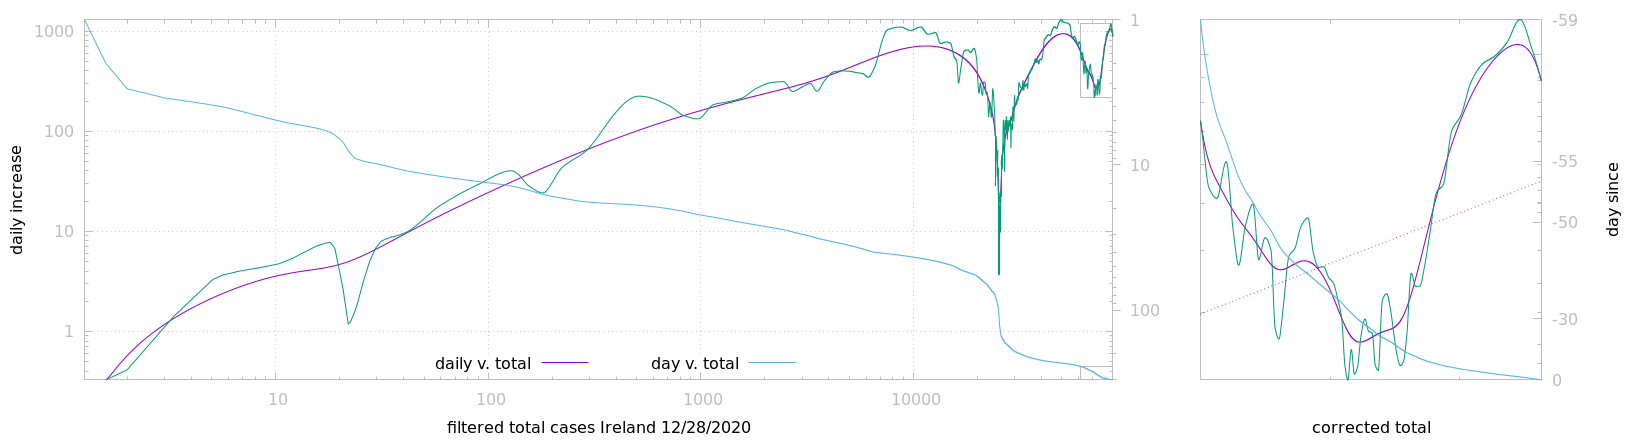 1000
100
10
1
daily increase
daily v. total
day v. total
10
100
1000
10000
filtered total cases Ireland 12/28/2020
1
10
100
-59
-55
-50
-30
0
day since
corrected total